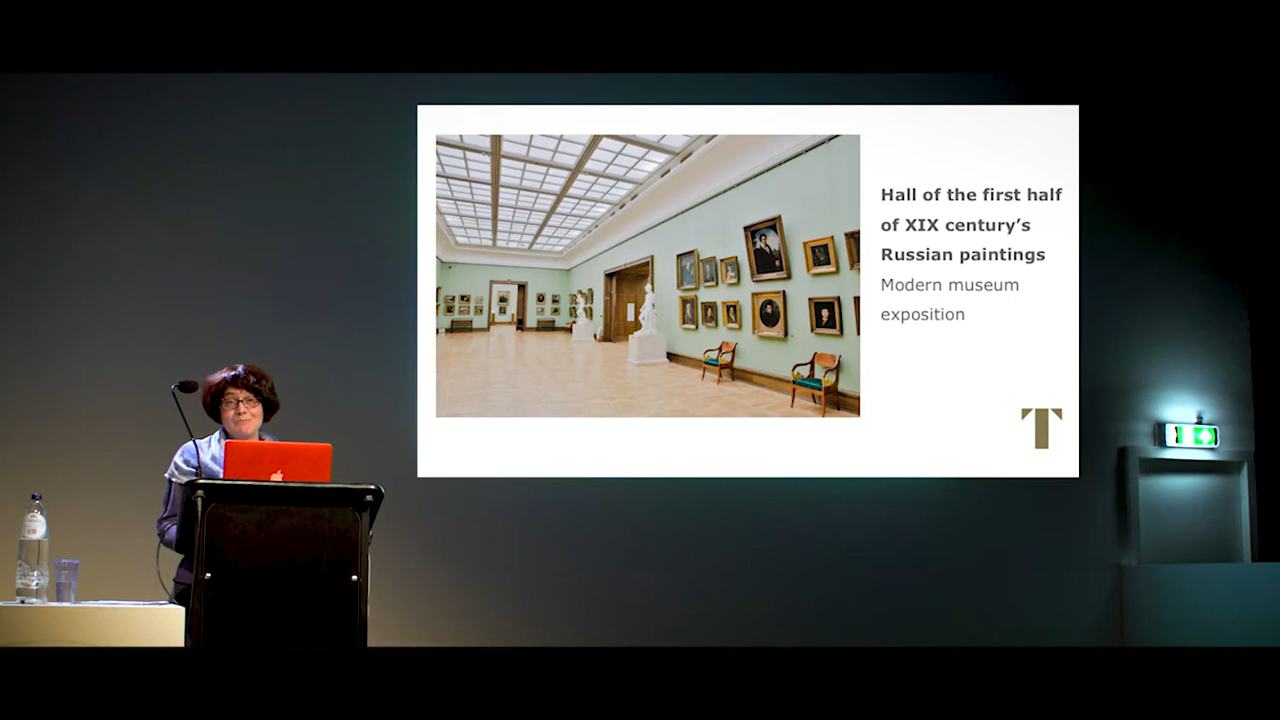 Hall of the first half
of XIX century’s
Russian paintings
Modern museum
exposition
T